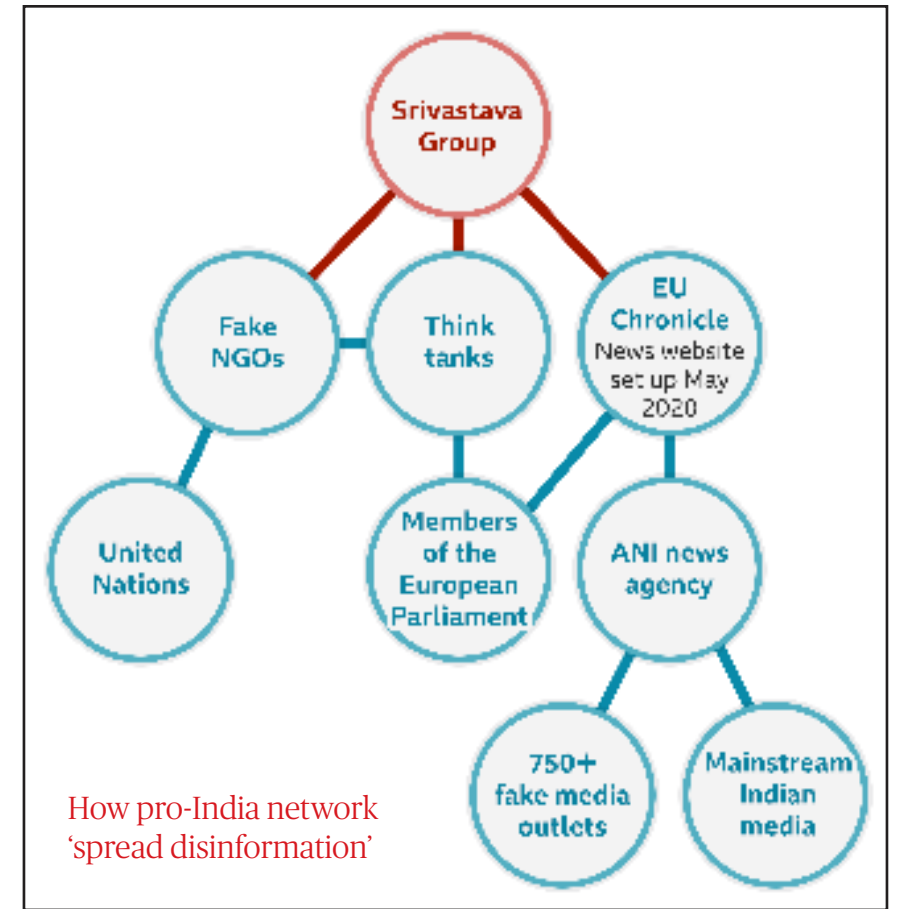 Srivastava
Group
Fake
NGOs
Think
tanks
EU
Chronicle
News website
set up May
2020
United
Nations
Members
of the
European
Parliament
ANI news
agency
750+
fake media
outlets
Mainstream
Indian
media
How pro-India network
‘spread disinformation’